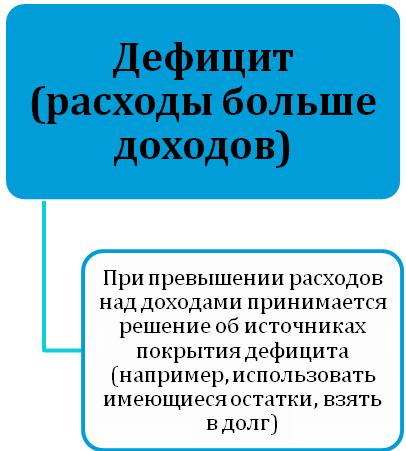 Дефицит
(расходы больше
доходов)
При превышении расходов
над доходами принимается
решение об источниках
покрытия дефицита
(например, использовать
имеющиеся остатки, взять
в долг)